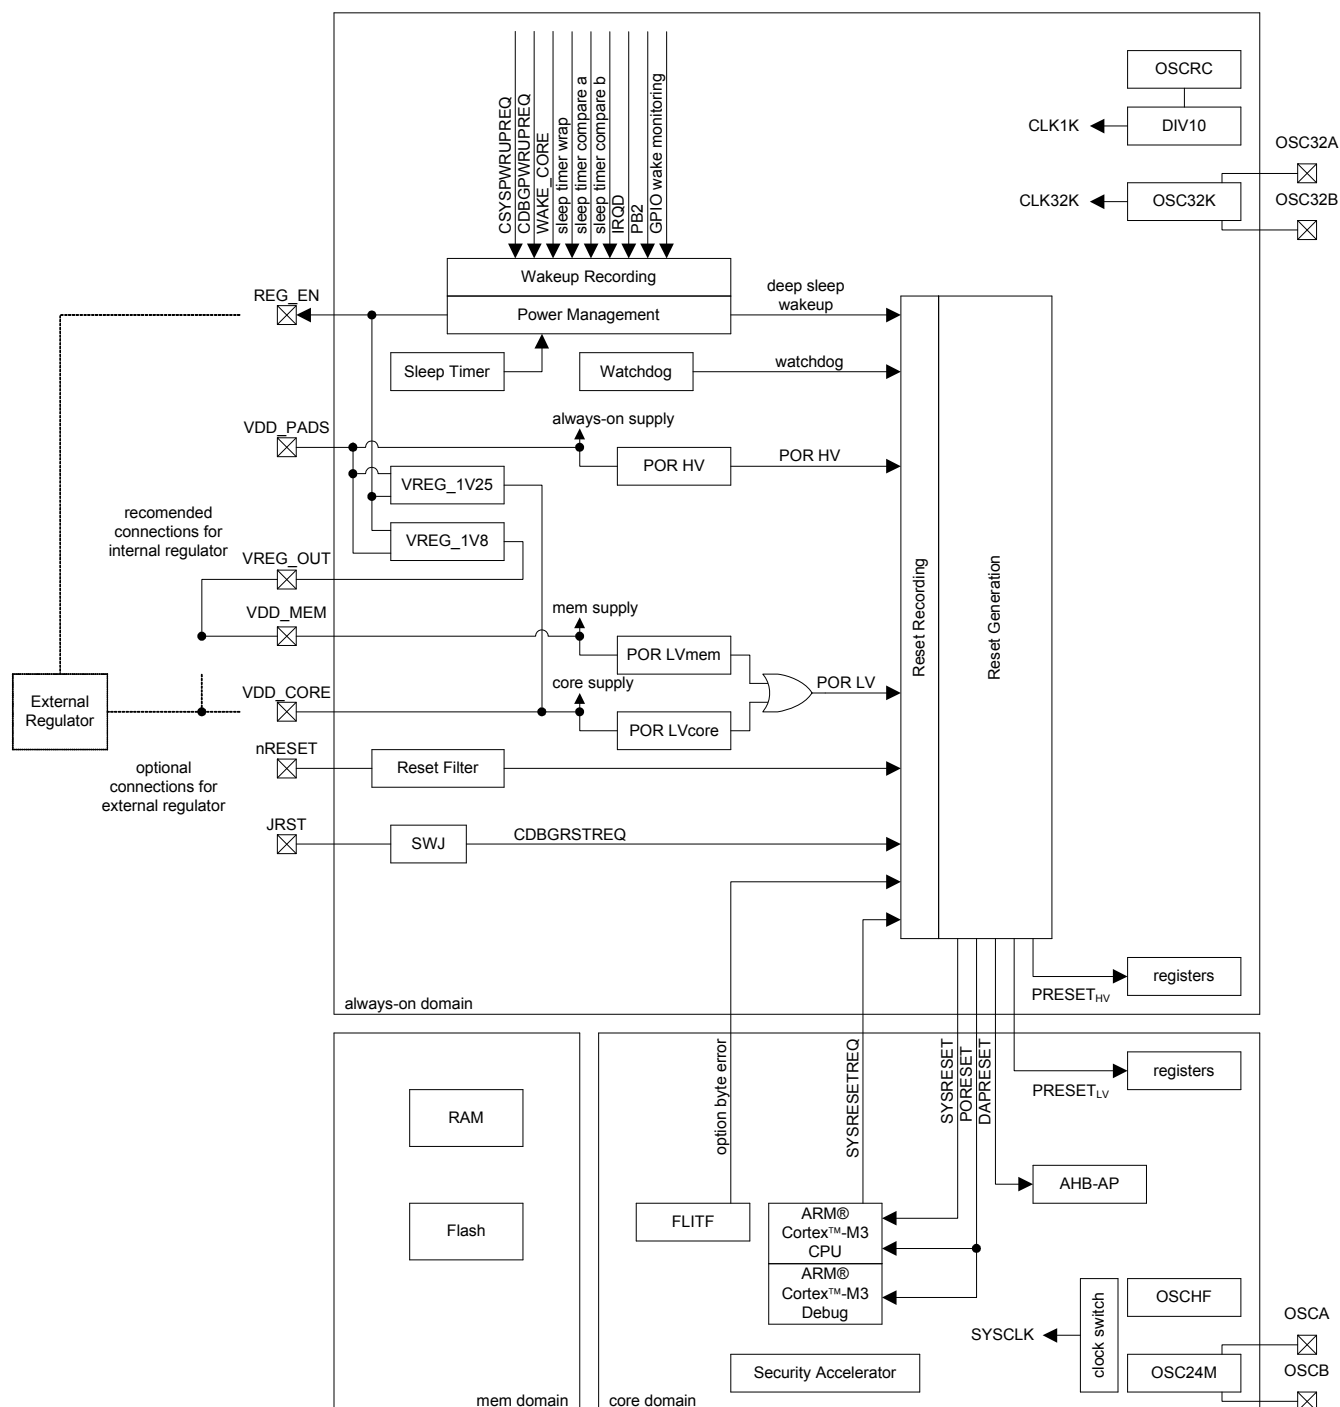 CSYSPWRUPREQ
CDBGPWRUPREQ
WAKE_CORE
sleep timer wrap
sleep timer compare a
sleep timer compare b
IRQD
PB2
GPIO wake monitoring
OSCRC
CLK1K
DIV10
OSC32A
CLK32K
OSC32K
OSC32B
Wakeup Recording
REG_EN
Power Management
deep sleep
wakeup
Sleep Timer
Watchdog
watchdog
VDD_PADS
always-on supply
POR HV
POR HV
VREG_1V25
recomended
connections for
internal regulator
VREG_1V8
VREG_OUT
Reset Recording
Reset Generation
VDD_MEM
mem supply
POR LVmem
External
Regulator
VDD_CORE
core supply
POR LV
POR LVcore
nRESET
Reset Filter
optional
connections for
external regulator
JRST
SWJ
CDBGRSTREQ
registers
PRESETHV
always-on domain
option byte error
SYSRESETREQ
SYSRESET
PORESET
DAPRESET
registers
PRESETLV
RAM
AHB-AP
Flash
FLITF
ARM®
Cortex™-M3
CPU
ARM®
Cortex™-M3
Debug
OSCHF
SYSCLK
clock switch
OSCA
Security Accelerator
OSC24M
OSCB
mem domain
core domain